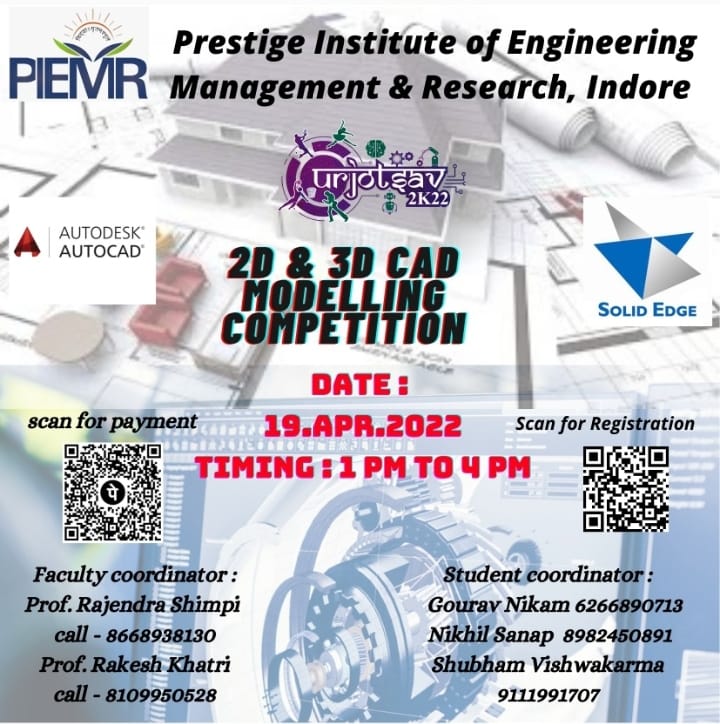 PIEMR
Prestige Institute of Engineering
Management & Research, Indore
urjotsav
2K22
AUTODESK®
AUTOCAD®
SOLID EDGE
2D & 3D CAD
MODELLING
COMPETITION
DATE :
19.APR.2022
TIMING : 1 PM TO 4 PM
scan for payment
Scan for Registration
Faculty coordinator :
Prof. Rajendra Shimpi
call - 8668938130
Prof. Rakesh Khatri
call - 8109950528
Student coordinator :
Gourav Nikam 6266890713
Nikhil Sanap 8982450891
Shubham Vishwakarma
9111991707